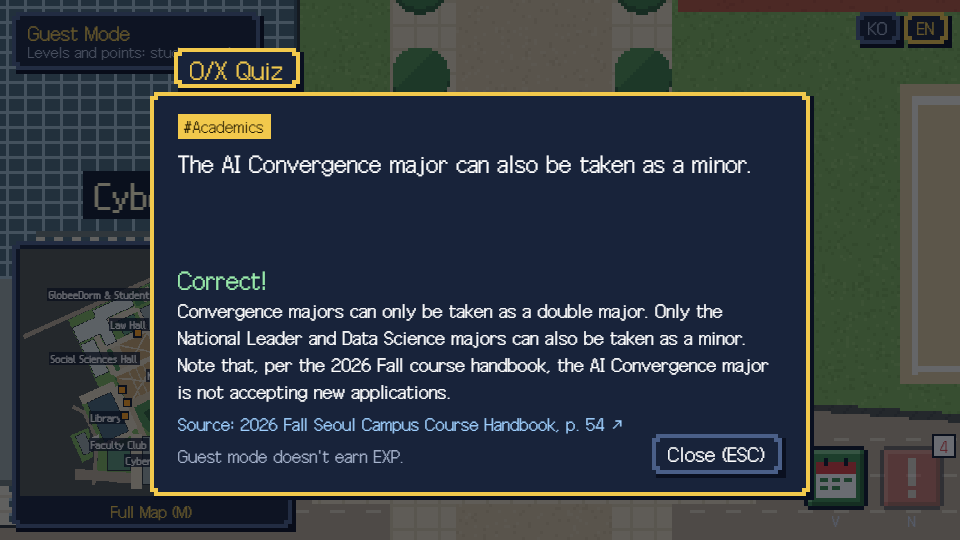 Guest Mode
Levels and points: stu
KO
EN
O/X Quiz
#Academics
The AI Convergence major can also be taken as a minor.
Cyb
Correct!
Convergence majors can only be taken as a double major. Only the
National Leader and Data Science majors can also be taken as a minor.
Note that, per the 2026 Fall course handbook, the AI Convergence major
is not accepting new applications.
Source: 2026 Fall Seoul Campus Course Handbook, p. 54 ↗
Guest mode doesn't earn EXP.
Close (ESC)
GlobeeDorm & Student
Law Hall
Social Sciences Hall
Library
Faculty Club
Cyber
Full Map (M)
4
V
N